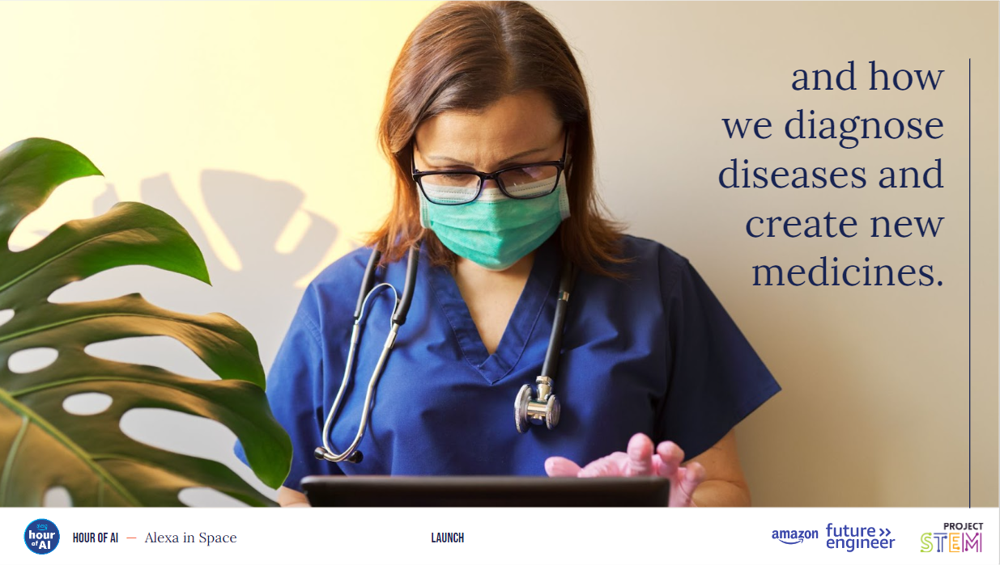 and how
we diagnose
diseases and
create new
medicines.
hour
of AI
HOUR OF AI — Alexa in Space
LAUNCH
amazon
future
engineer
PROJECT
STEM